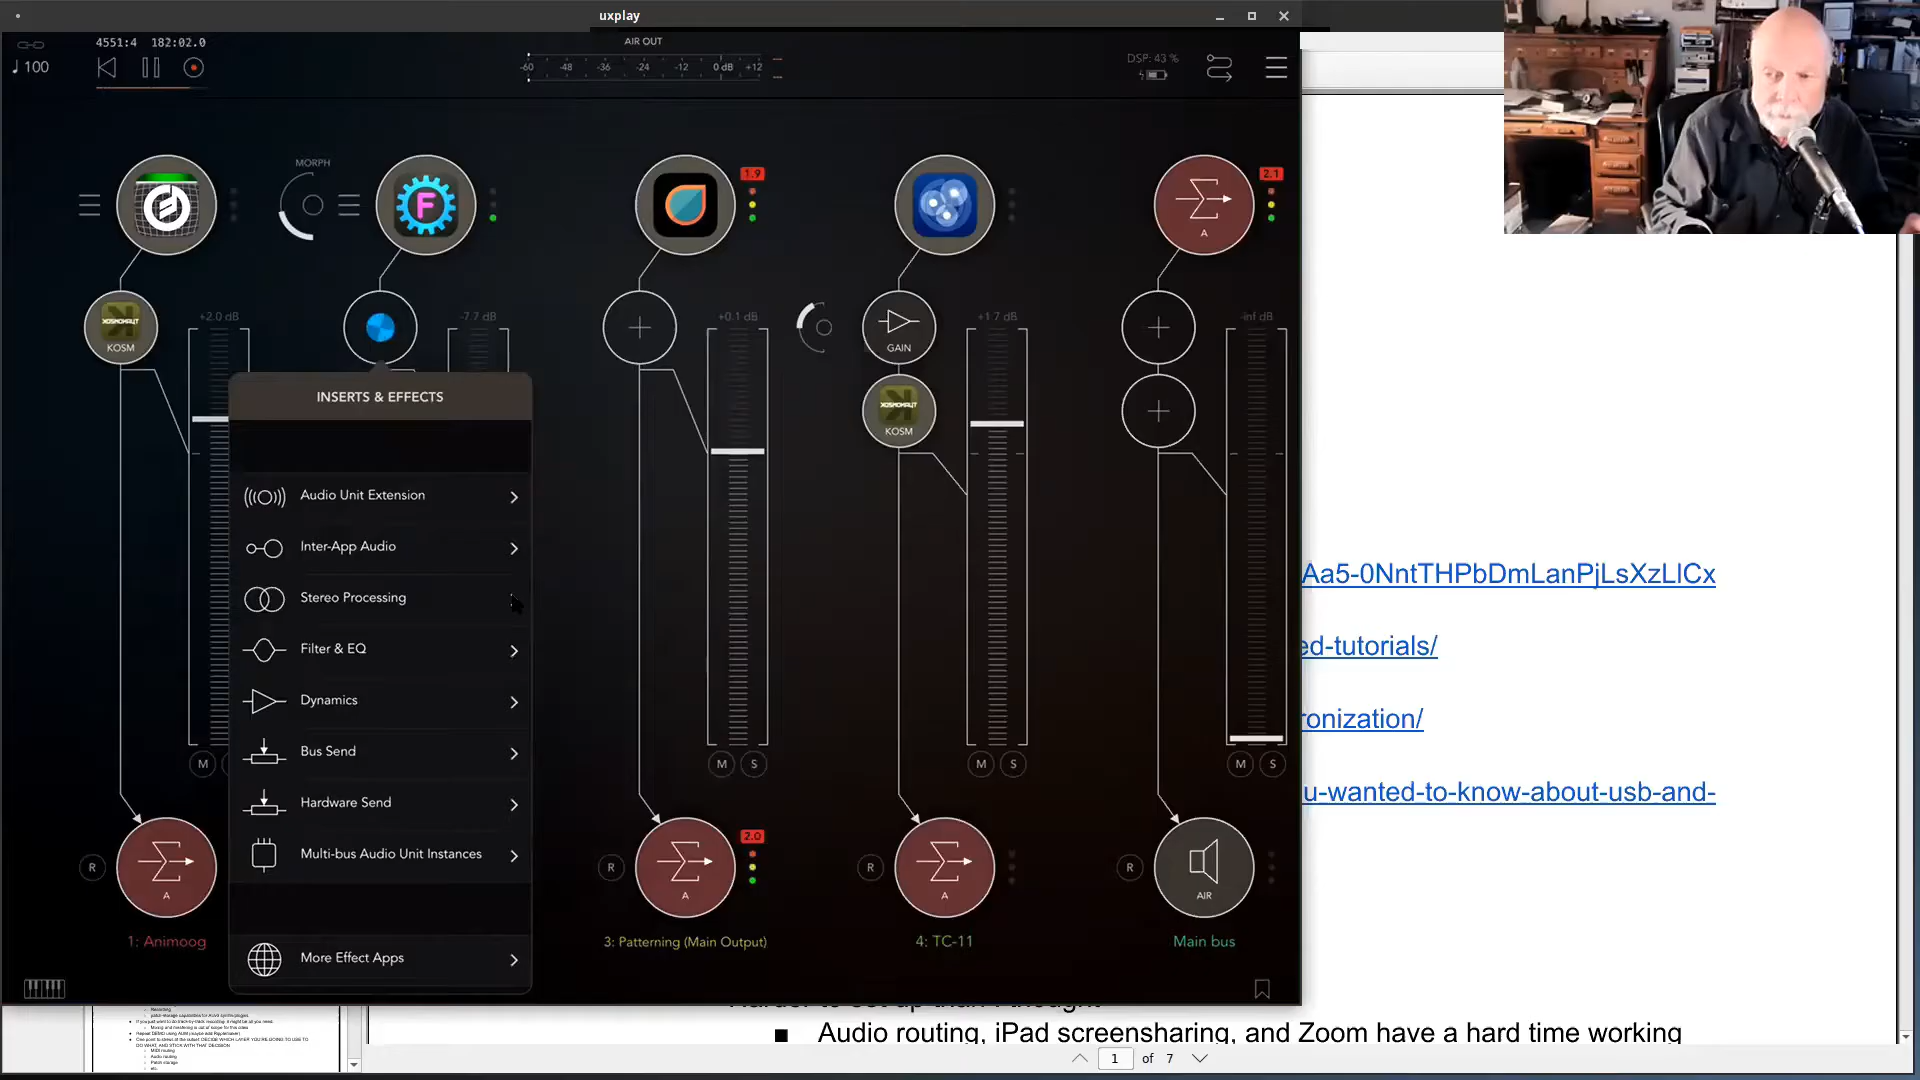 uxplay
4551:4 182:02.0
♩ 100
AIR OUT
-60 -48 -36 -24 -12 0 dB +12
DSP: 43 %
MORPH
F
1.9
2.1
A
KOSMONAUT
KOSM
+2.0 dB
-7.7 dB
+0.1 dB
GAIN
+1.7 dB
-inf dB
KOSMONAUT
KOSM
INSERTS & EFFECTS
Audio Unit Extension
Inter-App Audio
Stereo Processing
Filter & EQ
Dynamics
Bus Send
Hardware Send
Multi-bus Audio Unit Instances
More Effect Apps
M
M S
M S
M S
R A
R A 2.0
R A
R AIR
1: Animoog
3: Patterning (Main Output)
4: TC-11
Main bus
Aa5-0NntTHPbDmLanPjLsXzLlCx
ed-tutorials/
ronization/
u-wanted-to-know-about-usb-and-
■ Audio routing, iPad screensharing, and Zoom have a hard time working
1 of 7